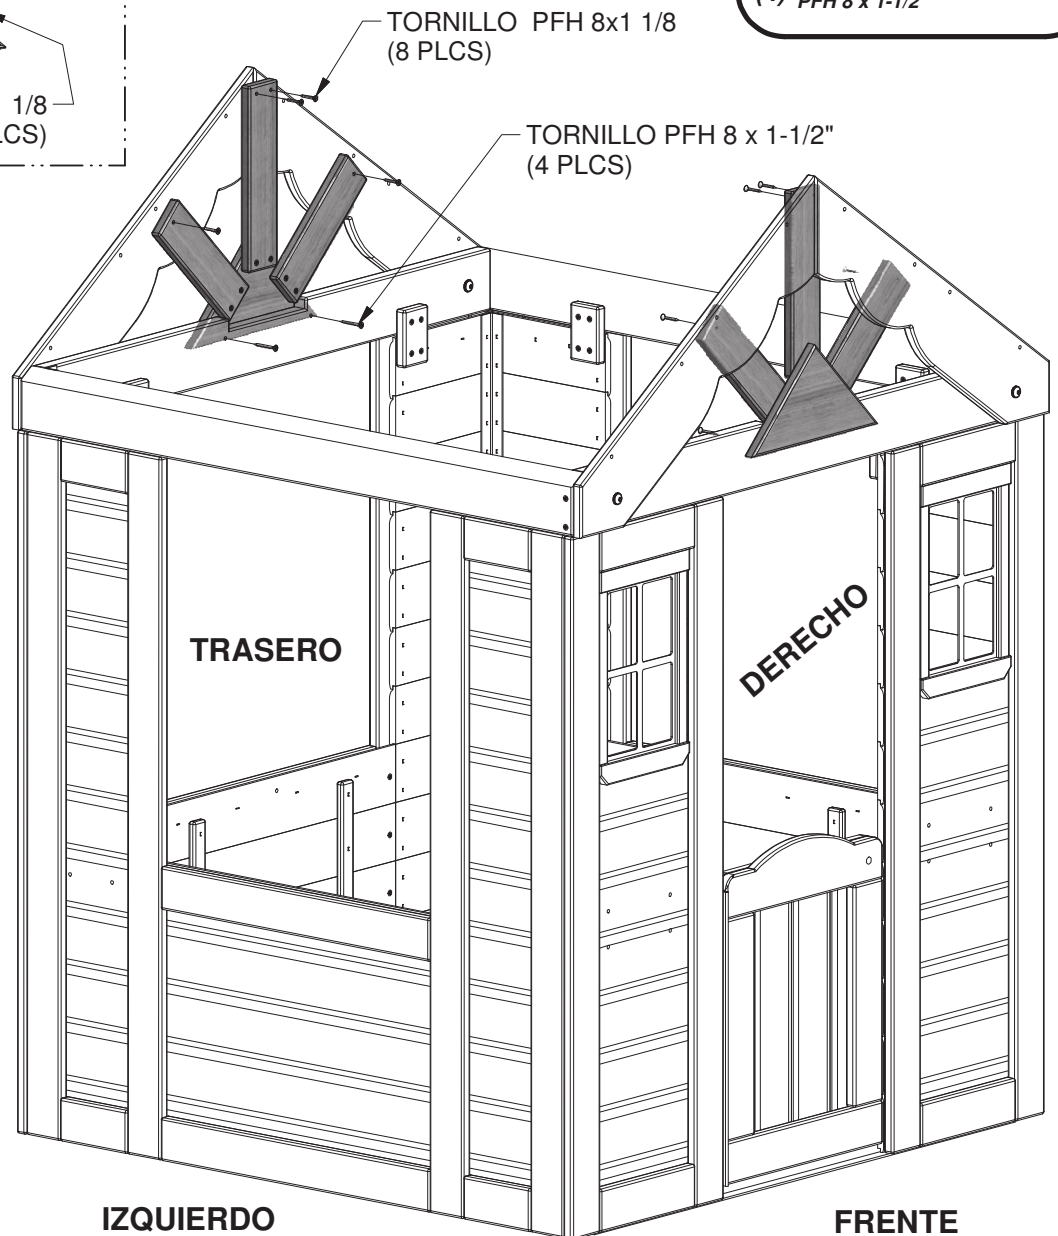 PFH 8 x 1-1/2
TORNILLO PFH 8x1 1/8
(8 PLCS)
1/8
TORNILLO PFH 8 x 1-1/2"
(4 PLCS)
TRASERO
DERECHO
IZQUIERDO
FRENTE